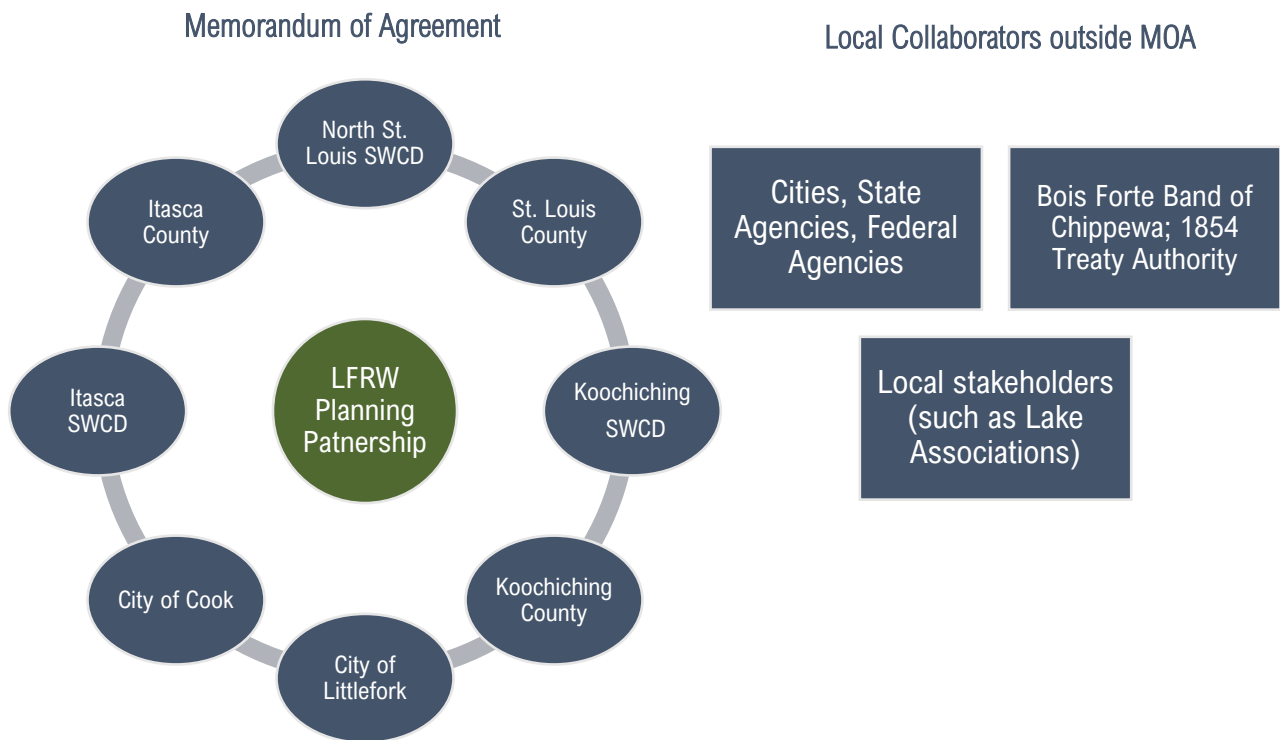 Memorandum of Agreement
North St.
Louis SWCD
St. Louis
County
Koochiching
SWCD
Koochiching
County
City of
Littlefork
City of Cook
Itasca
SWCD
Itasca
County
LFRW
Planning
Patnership
Local Collaborators outside MOA
Cities, State
Agencies, Federal
Agencies
Bois Forte Band of
Chippewa; 1854
Treaty Authority
Local stakeholders
(such as Lake
Associations)